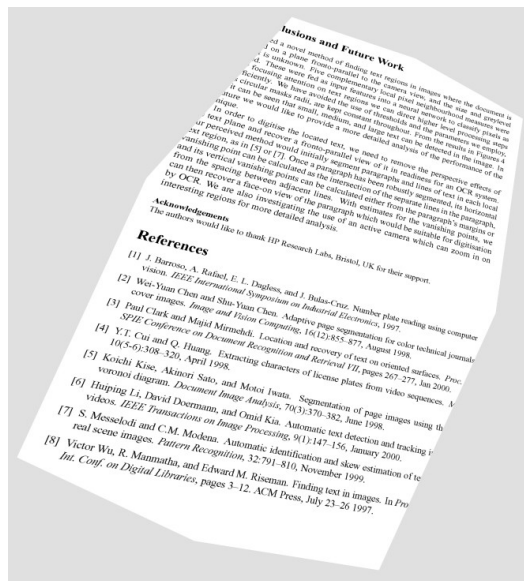 lusions and Future Work
ed a novel method of finding text regions in images where the document is
on a plane fronto-parallel to the camera view, and the size and greylevel
is unknown. Five complementary local pixel neighbourhood measures were
ed. These were fed as input features into a neural network to classify pixels as
focusing attention on text regions we can direct higher level processing steps
ficiently. We have avoided the use of thresholds and the parameters we employ,
circular masks radii, are kept constant throughout. From the results in Figures 4
it can be seen that small, medium, and large text can be detected in the image. In
uture we would like to provide a more detailed analysis of the performance of the
nique.
In order to digitise the located text, we need to remove the perspective effects of
text plane and recover a fronto-parallel view of it in readiness for an OCR system.
ur perceived method would initially segment paragraphs and lines of text in each local
ext region, as in [5] or [7]. Once a paragraph has been robustly segmented, its horizontal
vanishing point can be calculated as the intersection of the separate lines in the paragraph,
and its vertical vanishing points can be calculated either from the paragraph's margins or
from the spacing between adjacent lines. With estimates for the vanishing points, we
can then recover a face-on view of the paragraph which would be suitable for digitisation
by OCR. We are also investigating the use of an active camera which can zoom in on
interesting regions for more detailed analysis.
Acknowledgements
The authors would like to thank HP Research Labs, Bristol, UK for their support.
References
[1] J. Barroso, A. Rafael, E. L. Dagless, and J. Bulas-Cruz. Number plate reading using computer
vision. IEEE International Symposium on Industrial Electronics, 1997.
[2] Wei-Yuan Chen and Shu-Yuan Chen. Adaptive page segmentation for color technical journals
cover images. Image and Vision Computing, 16(12):855–877, August 1998.
[3] Paul Clark and Majid Mirmehdi. Location and recovery of text on oriented surfaces. Proc.
SPIE Conference on Document Recognition and Retrieval VII, pages 267–277, Jan 2000.
[4] Y.T. Cui and Q. Huang. Extracting characters of license plates from video sequences.
10(5-6):308–320, April 1998.
[5] Koichi Kise, Akinori Sato, and Motoi Iwata. Segmentation of page images using th
voronoi diagram. Document Image Analysis, 70(3):370–382, June 1998.
[6] Huiping Li, David Doermann, and Omid Kia. Automatic text detection and tracking i
videos. IEEE Transactions on Image Processing, 9(1):147–156, January 2000.
[7] S. Messelodi and C.M. Modena. Automatic identification and skew estimation of te
real scene images. Pattern Recognition, 32:791–810, November 1999.
[8] Victor Wu, R. Manmatha, and Edward M. Riseman. Finding text in images. In Pro
Int. Conf. on Digital Libraries, pages 3–12. ACM Press, July 23–26 1997.